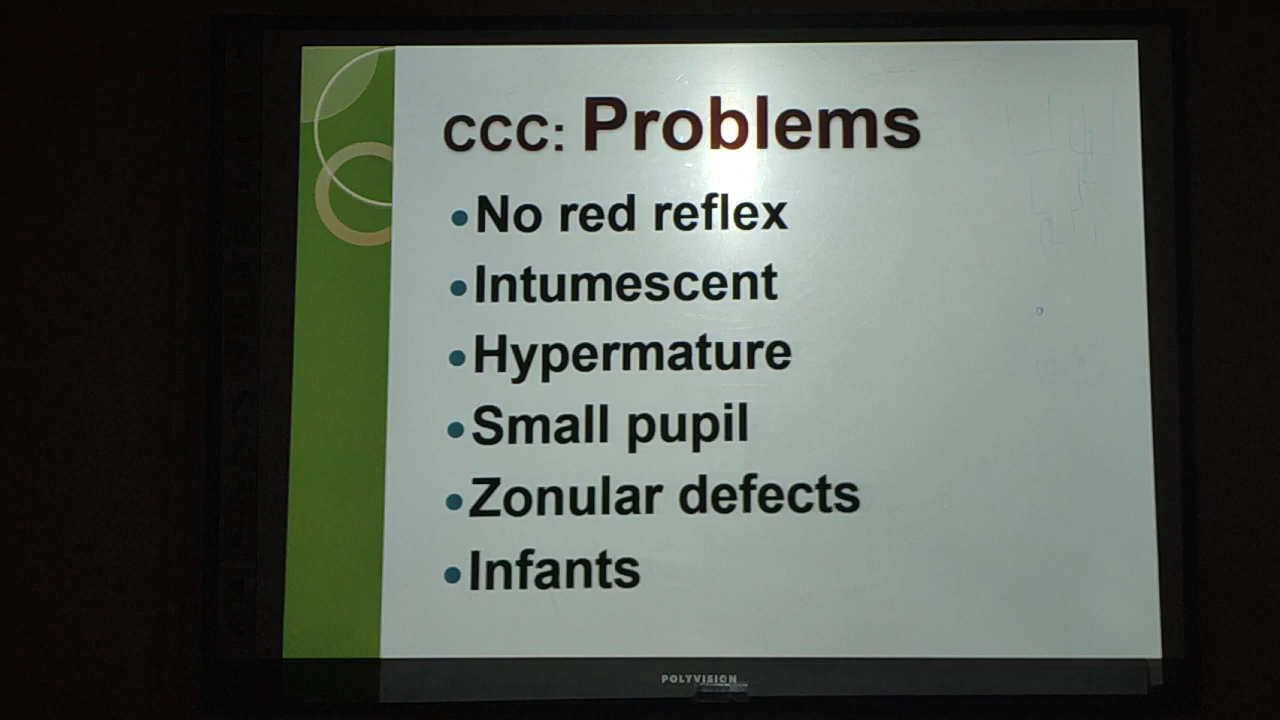 CCC: Problems
•No red reflex
•Intumescent
•Hypermature
•Small pupil
•Zonular defects
•Infants
POLYVISION